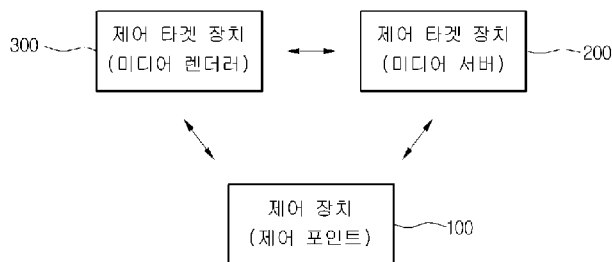 300
제어 타겟 장치
(미디어 렌더러)
제어 타겟 장치
(미디어 서버)
200
제어 장치
(제어 포인트)
100